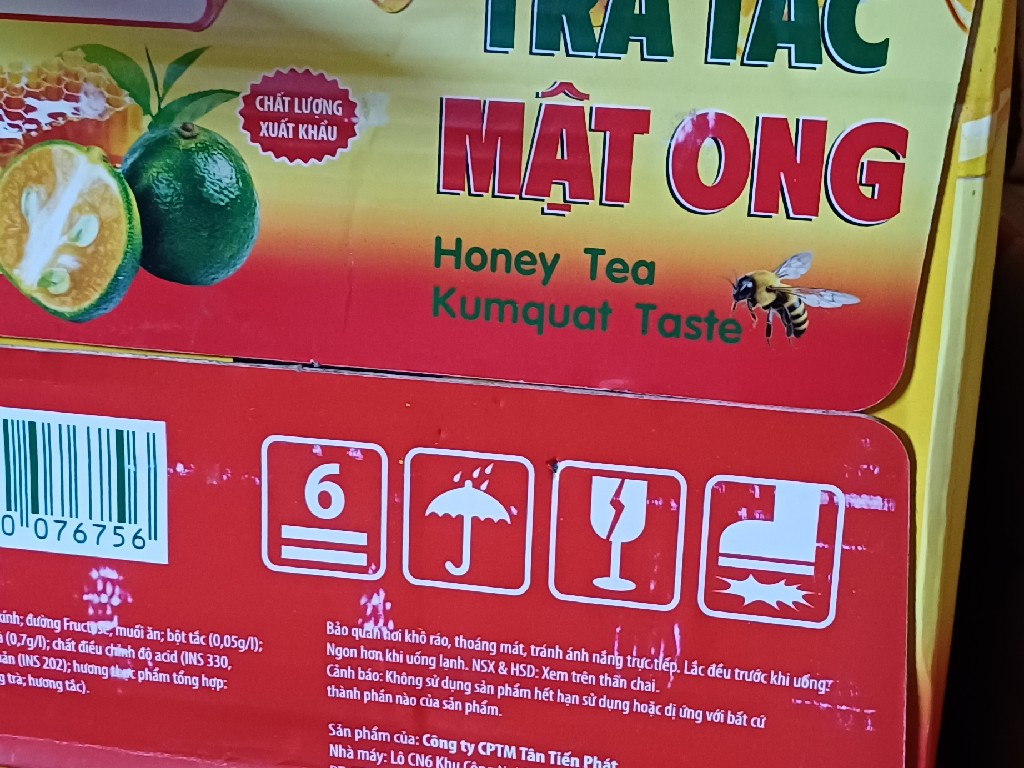 TRÀ TẮC
MẬT ONG
CHẤT LƯỢNG
XUẤT KHẨU
Honey Tea
Kumquat Taste
0 076756
6
kính; đường Fructose, muối ăn; bột tắc (0,05g/l);
(0,7g/l); chất điều chỉnh độ acid (INS 330,
(INS 202); hương thực phẩm tổng hợp:
trà; hương tắc).
Bảo quản nơi khô ráo, thoáng mát, tránh ánh nắng trực tiếp. Lắc đều trước khi uống.
Ngon hơn khi uống lạnh. NSX & HSD: Xem trên thân chai.
Cảnh báo: Không sử dụng sản phẩm hết hạn sử dụng hoặc dị ứng với bất cứ
thành phần nào của sản phẩm.
Sản phẩm của: Công ty CPTM Tân Tiến Phát
Nhà máy: Lô CN6 Khu Công